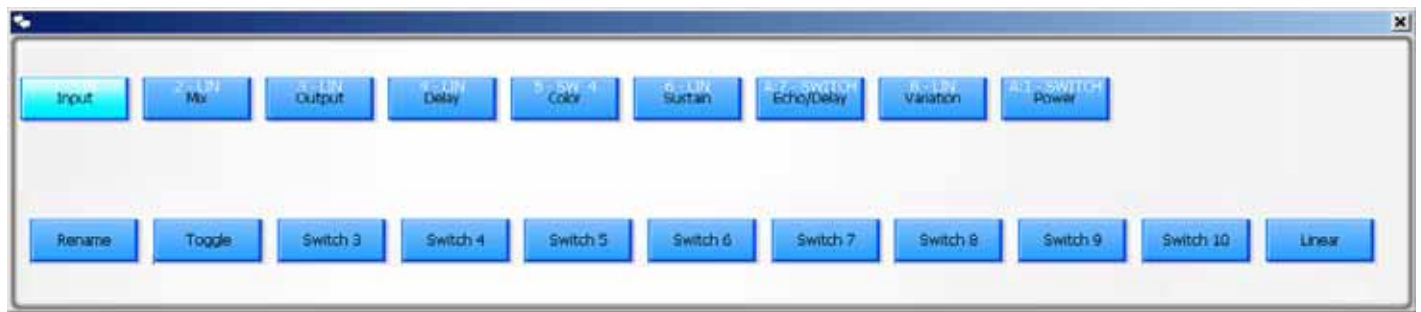 Input
2 - LIN
Mix
3 - LIN
Output
4 - LIN
Delay
5 - SW 4
Color
6 - LIN
Sustain
A:7 - SWITCH
Echo/Delay
8 - LIN
Variation
A:1 - SWITCH
Power
Rename
Toggle
Switch 3
Switch 4
Switch 5
Switch 6
Switch 7
Switch 8
Switch 9
Switch 10
Linear